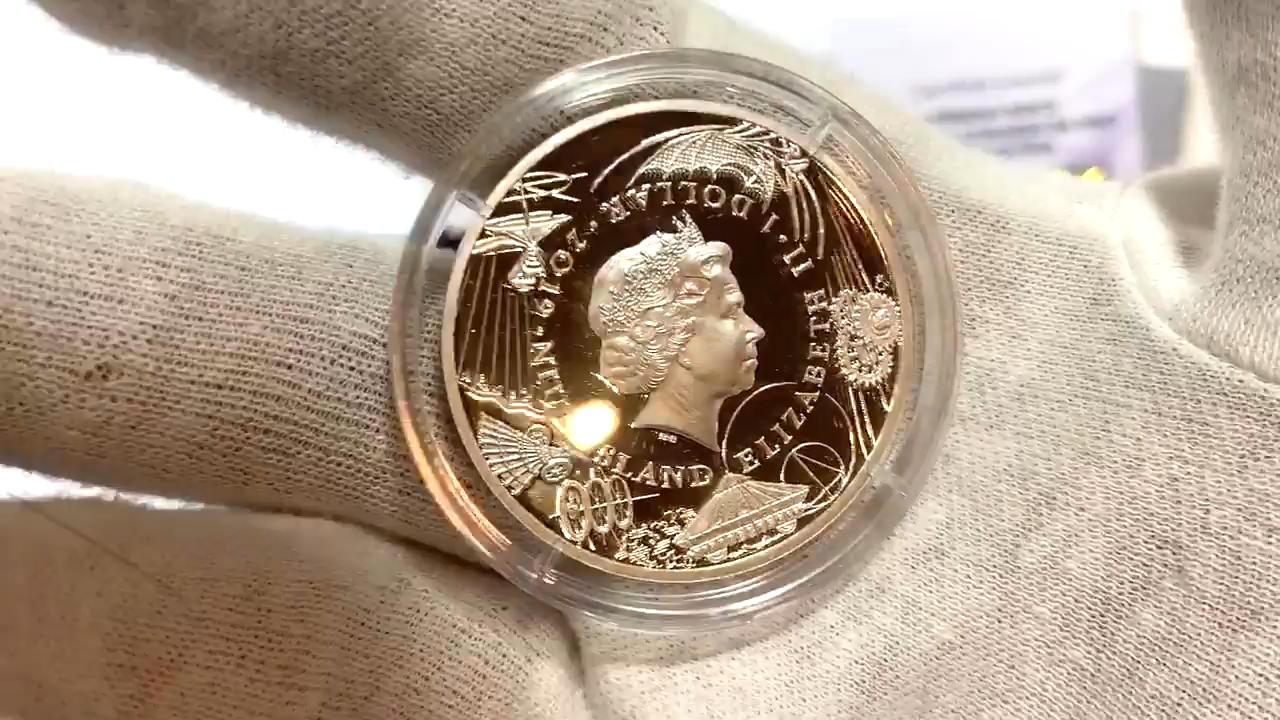 NIUE ISLAND ELIZABETH II · 1 DOLLAR · 2019 ·